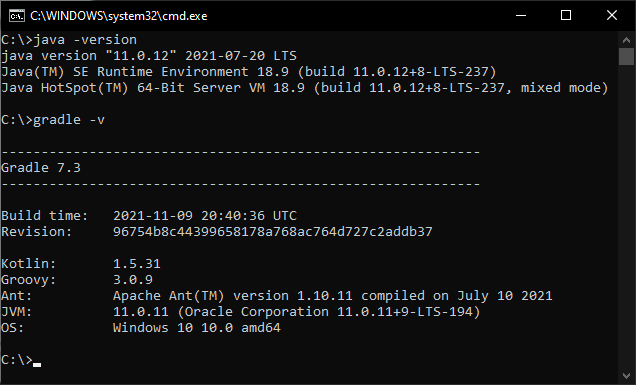 C:\WINDOWS\system32\cmd.exe
C:\>java -version
java version "11.0.12" 2021-07-20 LTS
Java(TM) SE Runtime Environment 18.9 (build 11.0.12+8-LTS-237)
Java HotSpot(TM) 64-Bit Server VM 18.9 (build 11.0.12+8-LTS-237, mixed mode)
C:\>gradle -v
------------------------------------------------------------
Gradle 7.3
------------------------------------------------------------
Build time:   2021-11-09 20:40:36 UTC
Revision:     96754b8c44399658178a768ac764d727c2addb37
Kotlin:       1.5.31
Groovy:       3.0.9
Ant:          Apache Ant(TM) version 1.10.11 compiled on July 10 2021
JVM:          11.0.11 (Oracle Corporation 11.0.11+9-LTS-194)
OS:           Windows 10 10.0 amd64
C:\>